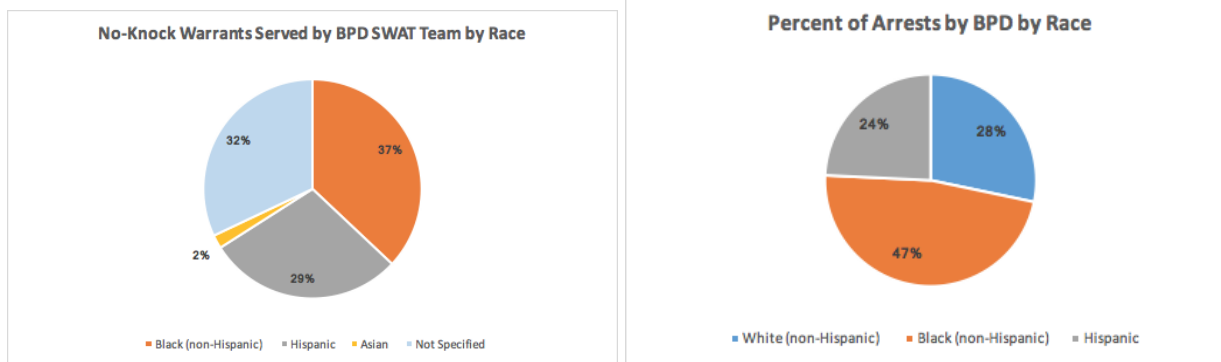 No-Knock Warrants Served by BPD SWAT Team by Race
32%
37%
2%
29%
Black (non-Hispanic) Hispanic Asian Not Specified
Percent of Arrests by BPD by Race
24%
28%
47%
White (non-Hispanic) Black (non-Hispanic) Hispanic